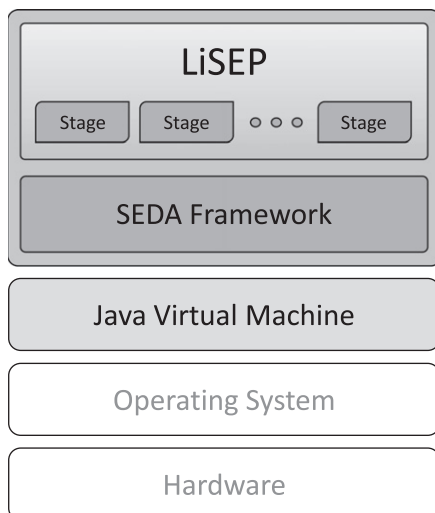 LiSEP
Stage Stage Stage
SEDA Framework
Java Virtual Machine
Operating System
Hardware